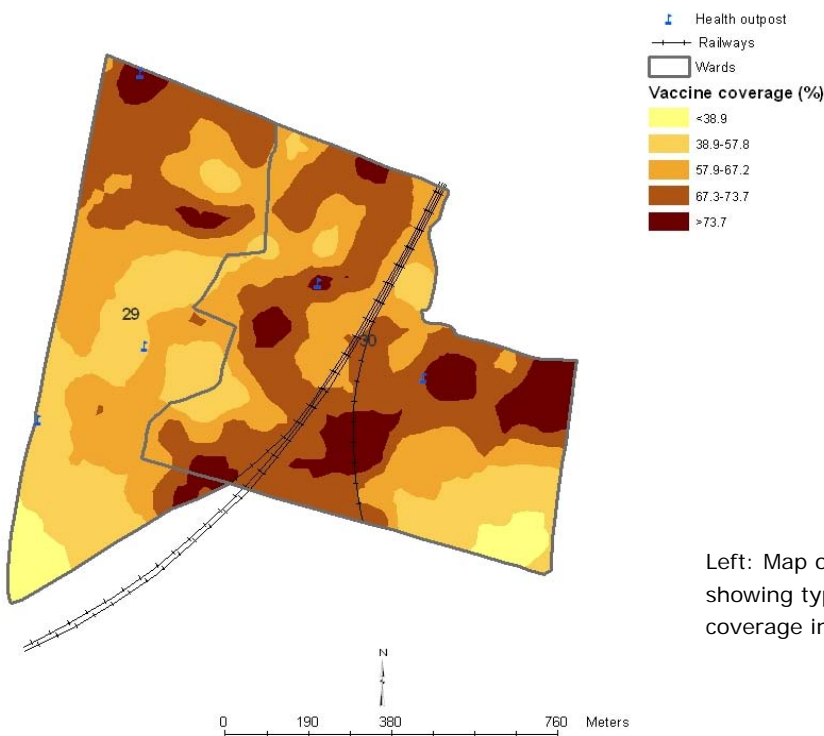 Health outpost
Railways
Wards
Vaccine coverage (%)
<38.9
38.9-57.8
57.9-67.2
67.3-73.7
>73.7
29
30
Left: Map o
showing typ
coverage in
N
0 190 380 760 Meters